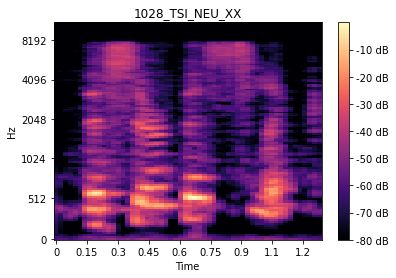 1028_TSI_NEU_XX
8192
4096
2048
1024
512
0
Hz
0 0.15 0.3 0.45 0.6 0.75 0.9 1.1 1.2
Time
-10 dB
-20 dB
-30 dB
-40 dB
-50 dB
-60 dB
-70 dB
-80 dB